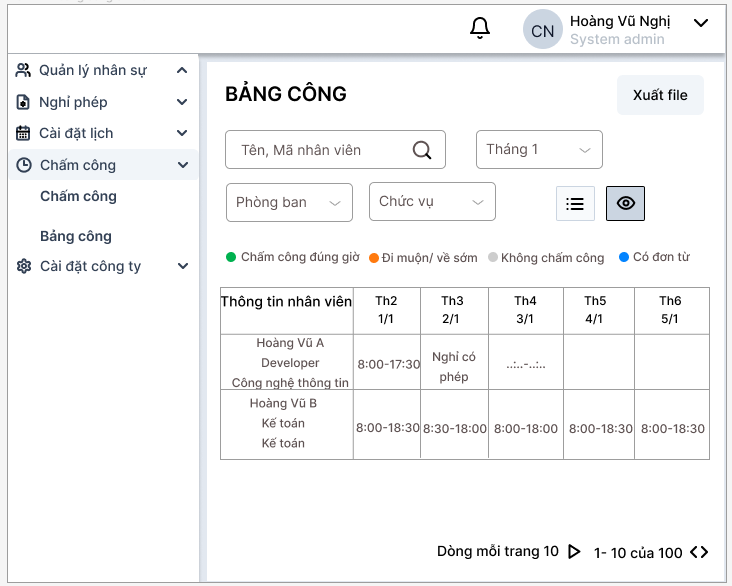 CN
Hoàng Vũ Nghị
System admin
Quản lý nhân sự
Nghỉ phép
Cài đặt lịch
Chấm công
Chấm công
Bảng công
Cài đặt công ty
BẢNG CÔNG
Xuất file
Tên, Mã nhân viên
Tháng 1
Phòng ban
Chức vụ
Chấm công đúng giờ
Đi muộn/ về sớm
Không chấm công
Có đơn từ
Thông tin nhân viên
Th2
1/1
Th3
2/1
Th4
3/1
Th5
4/1
Th6
5/1
Hoàng Vũ A
Developer
Công nghệ thông tin
8:00-17:30
Nghỉ có
phép
..:..-..:..
Hoàng Vũ B
Kế toán
Kế toán
8:00-18:30
8:30-18:00
8:00-18:00
8:00-18:30
8:00-18:30
Dòng mỗi trang 10
1- 10 của 100